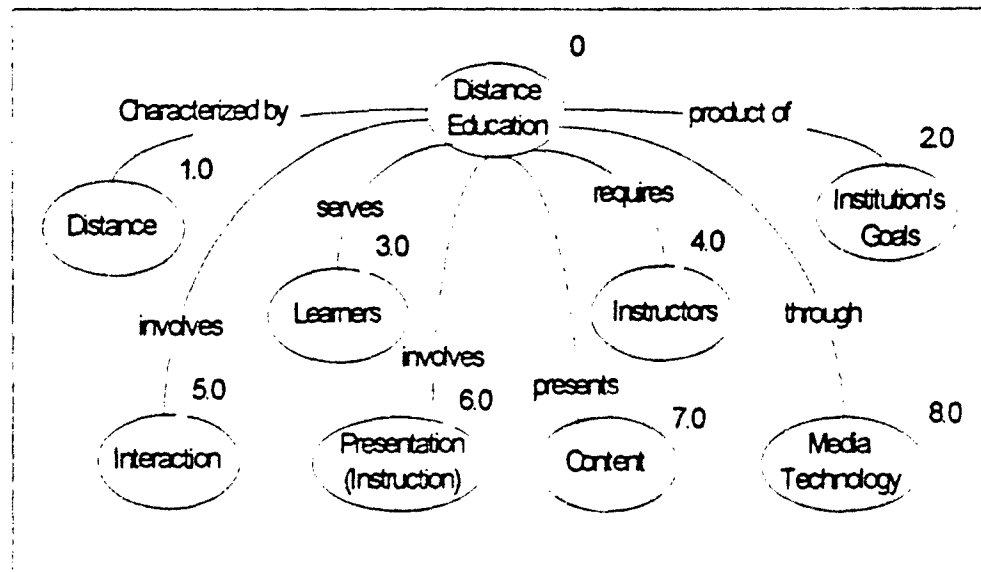 0
Distance
Education
Characterized by
product of
1.0
2.0
Distance
Institution's
Goals
serves
requires
3.0
4.0
Learners
Instructors
involves
through
involves
presents
5.0
6.0
7.0
8.0
Interaction
Presentation
(Instruction)
Content
Media
Technology